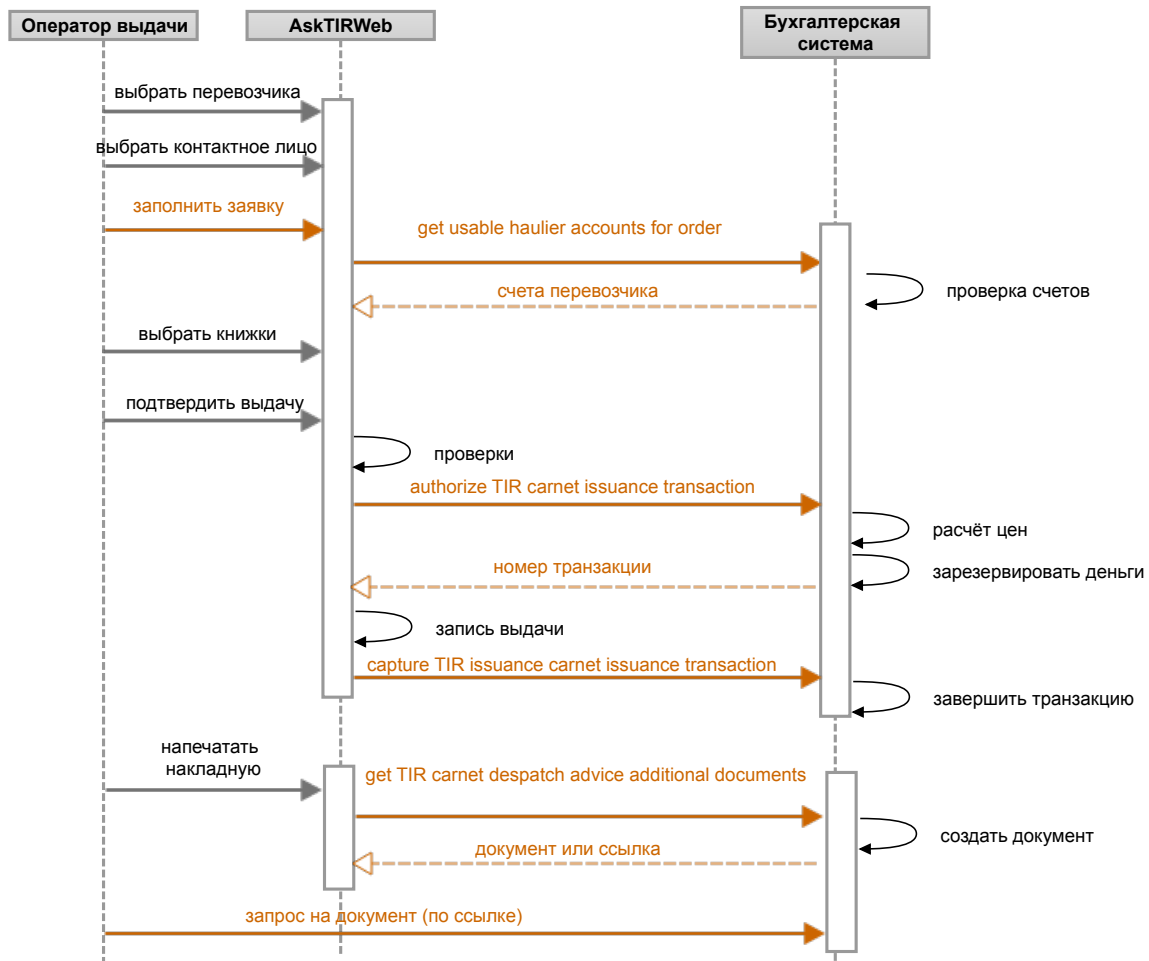 Оператор выдачи
AskTIRWeb
Бухгалтерская
система
выбрать перевозчика
выбрать контактное лицо
заполнить заявку
get usable haulier accounts for order
счета перевозчика
проверка счетов
выбрать книжки
подтвердить выдачу
проверки
authorize TIR carnet issuance transaction
расчёт цен
номер транзакции
зарезервировать деньги
запись выдачи
capture TIR issuance carnet issuance transaction
завершить транзакцию
напечатать
накладную
get TIR carnet despatch advice additional documents
создать документ
документ или ссылка
запрос на документ (по ссылке)